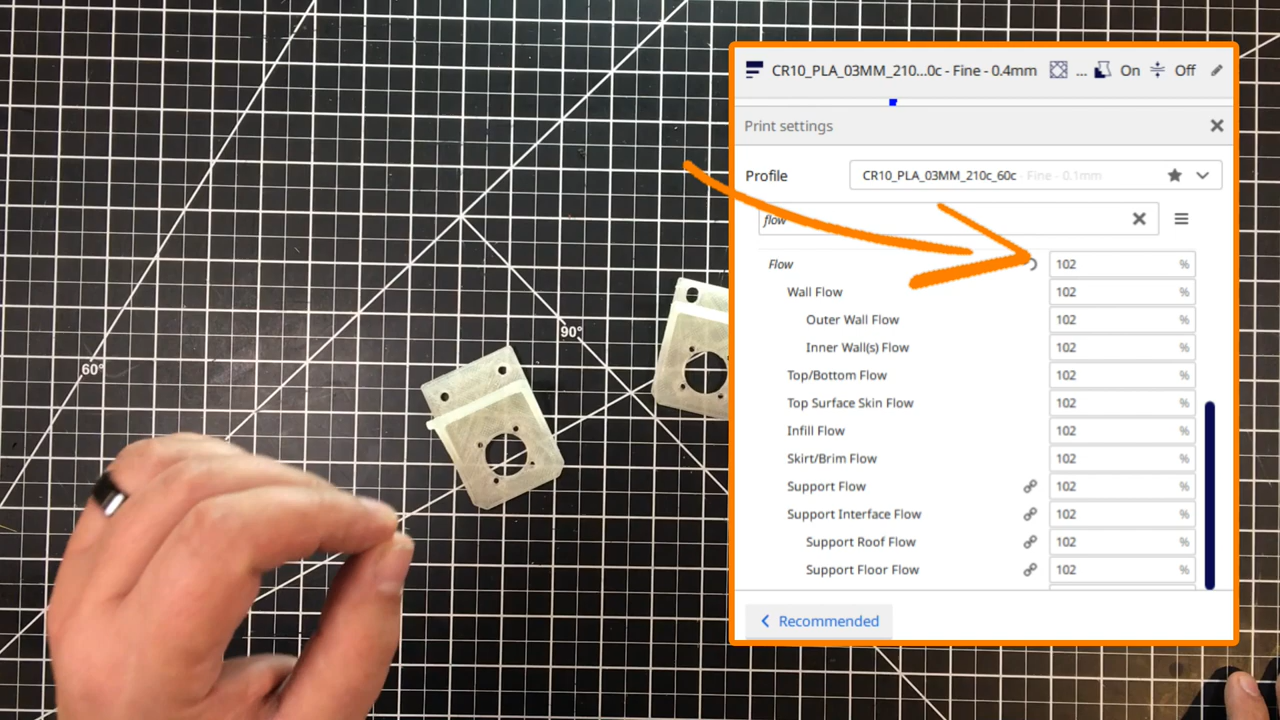 CR10_PLA_03MM_210...0c - Fine - 0.4mm ... On Off
Print settings
Profile CR10_PLA_03MM_210c_60c - Fine - 0.1mm
flow
Flow 102 %
Wall Flow 102 %
Outer Wall Flow 102 %
Inner Wall(s) Flow 102 %
Top/Bottom Flow 102 %
Top Surface Skin Flow 102 %
Infill Flow 102 %
Skirt/Brim Flow 102 %
Support Flow 102 %
Support Interface Flow 102 %
Support Roof Flow 102 %
Support Floor Flow 102 %
Recommended
90°
60°